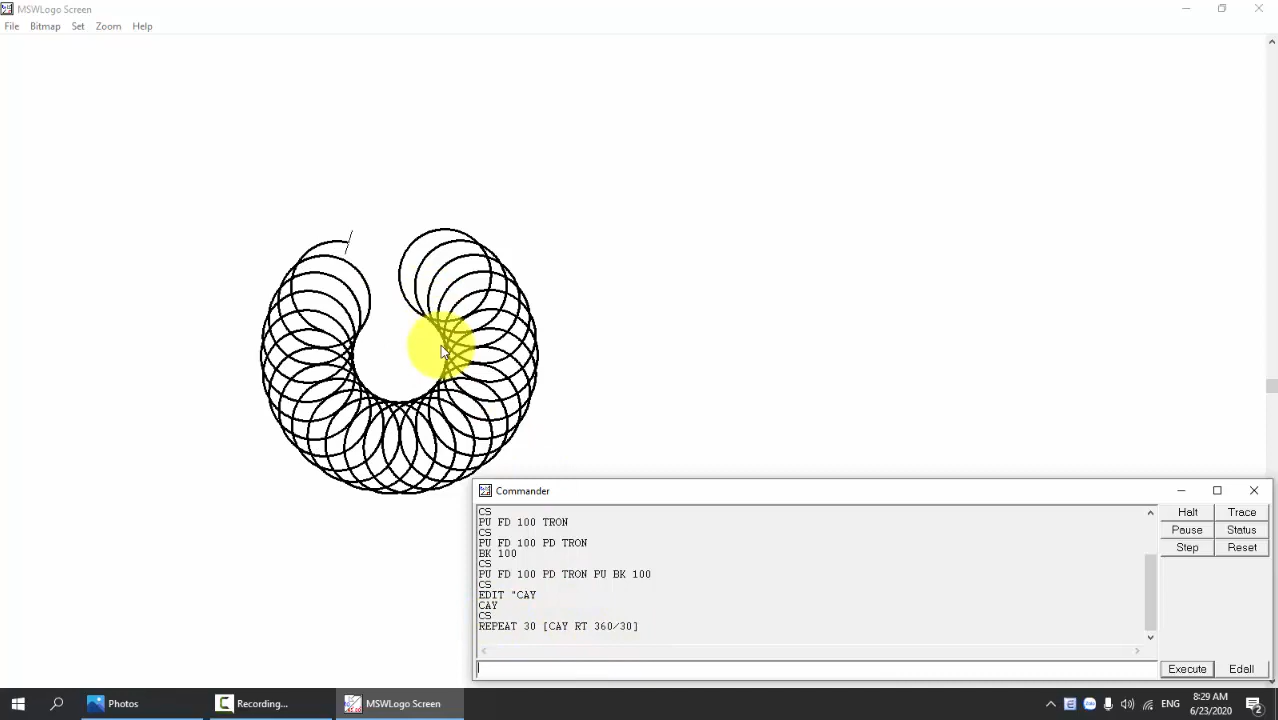 MSWLogo Screen
File Bitmap Set Zoom Help
Commander
CS
PU FD 100 TRON
CS
PU FD 100 PD TRON
BK 100
CS
PU FD 100 PD TRON PU BK 100
CS
EDIT "CAY
CAY
CS
REPEAT 30 [CAY RT 360/30]
Halt Trace
Pause Status
Step Reset
Execute Edall
Photos
Recording...
MSWLogo Screen
ENG
8:29 AM
6/23/2020
2